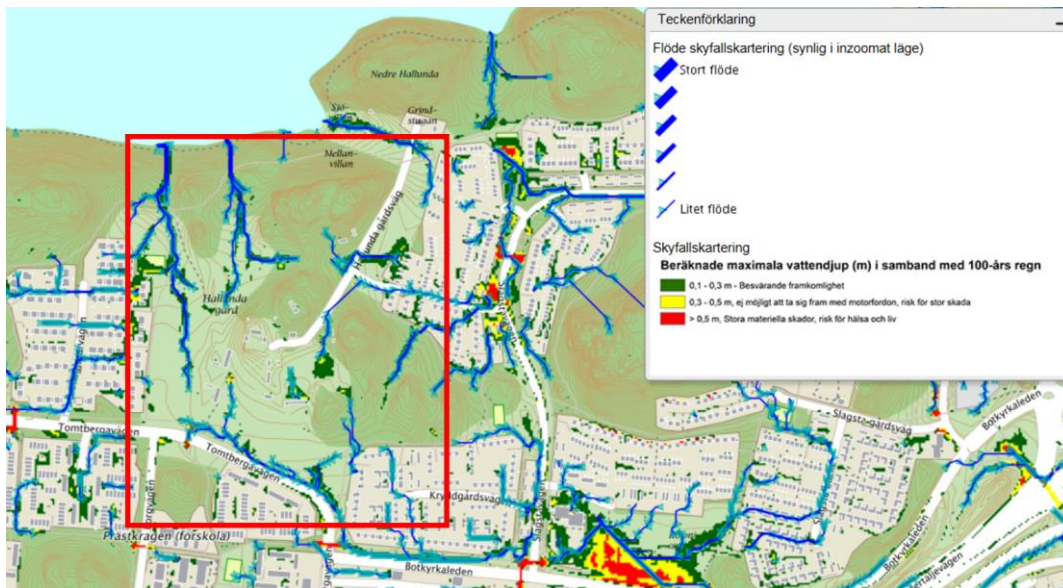 Teckenförklaring
Flöde skyfallskartering (synlig i inzoomat läge)
Stort flöde
Litet flöde
Skyfallskartering
Beräknade maximala vattendjup (m) i samband med 100-års regn
0,1 - 0,3 m - Besvärande framkomlighet
0,3 - 0,5 m, ej möjligt att ta sig fram med motorfordon, risk för stor skada
> 0,5 m, Stora materiella skador, risk för hälsa och liv
Nedre Hallunda
Sjö-
Grind-
stugan
Mellan-
villan
unda gårdsväg
Hallunda
gård
Tomtbergavägen
Tomtbergavägen
Kryddgårdsväg
Slagsta gårdsväg
Botkyrkaleden
Prästkragen (förskola)
Botkyrkaleden
Botkyrkaleden